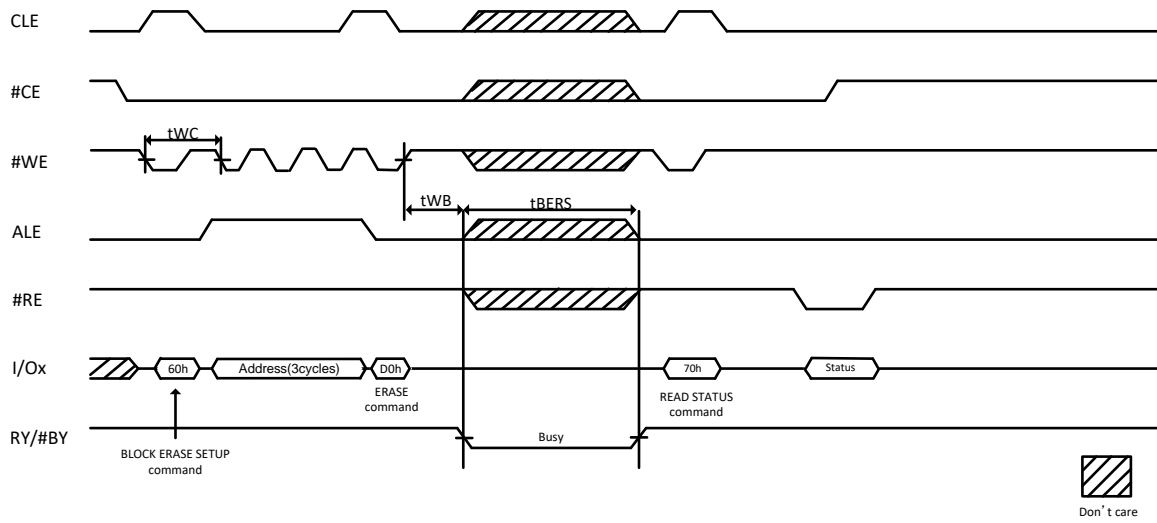 CLE
#CE
tWC
#WE
tWB
tBERS
ALE
#RE
I/Ox
60h
Address(3cycles)
D0h
70h
Status
ERASE
command
READ STATUS
command
RY/#BY
Busy
BLOCK ERASE SETUP
command
Don’t care